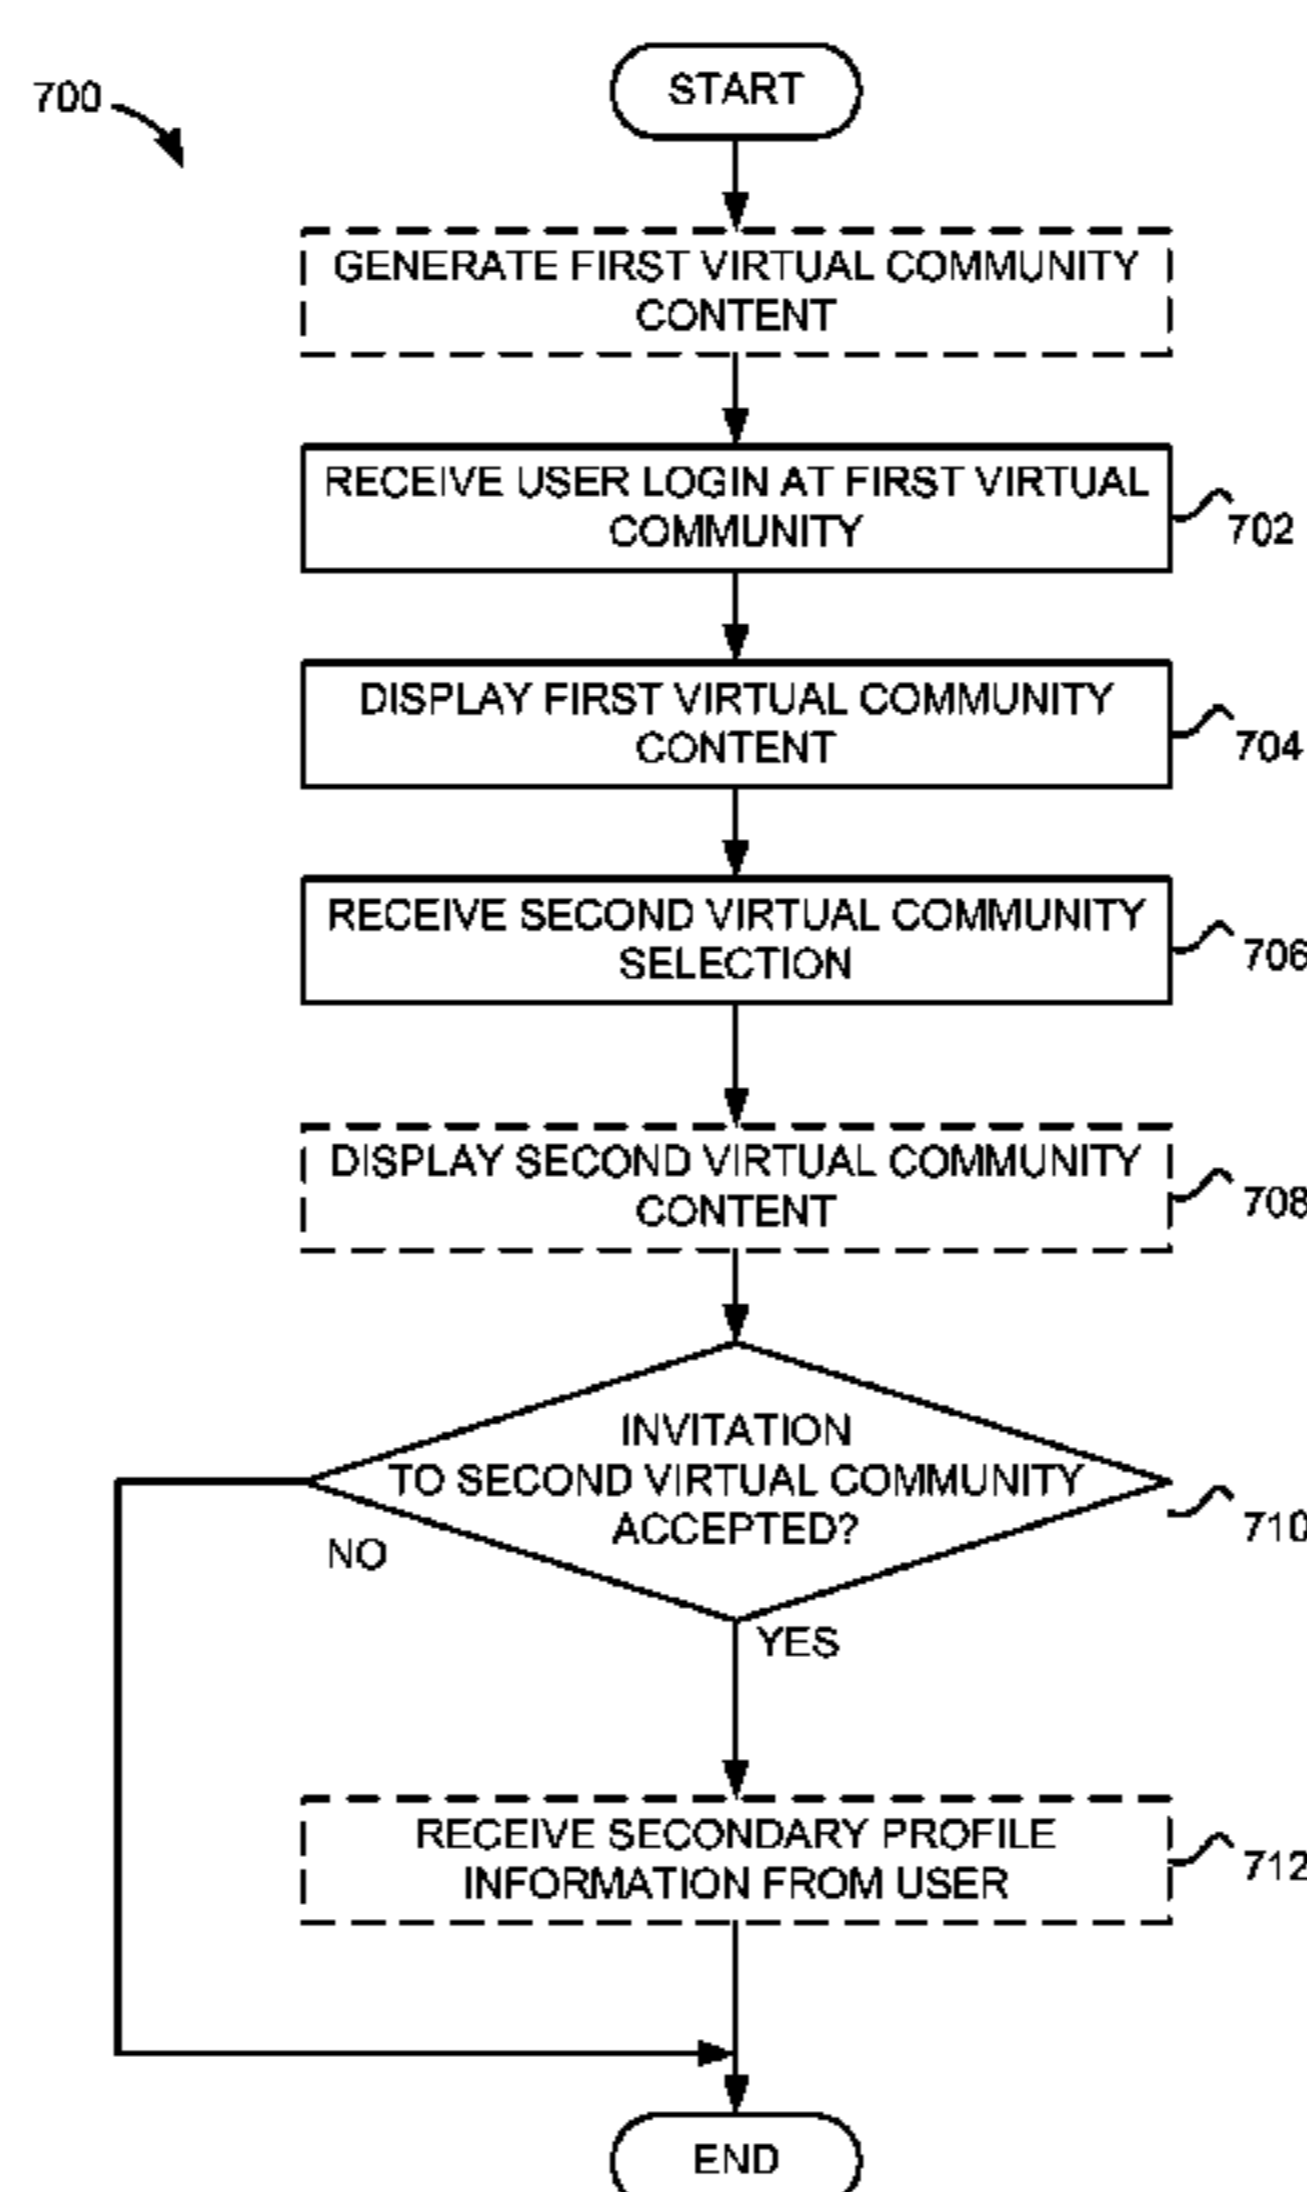 700
START
GENERATE FIRST VIRTUAL COMMUNITY
CONTENT
RECEIVE USER LOGIN AT FIRST VIRTUAL
COMMUNITY
702
DISPLAY FIRST VIRTUAL COMMUNITY
CONTENT
704
RECEIVE SECOND VIRTUAL COMMUNITY
SELECTION
706
DISPLAY SECOND VIRTUAL COMMUNITY
CONTENT
708
INVITATION
TO SECOND VIRTUAL COMMUNITY
ACCEPTED?
710
NO
YES
RECEIVE SECONDARY PROFILE
INFORMATION FROM USER
712
END